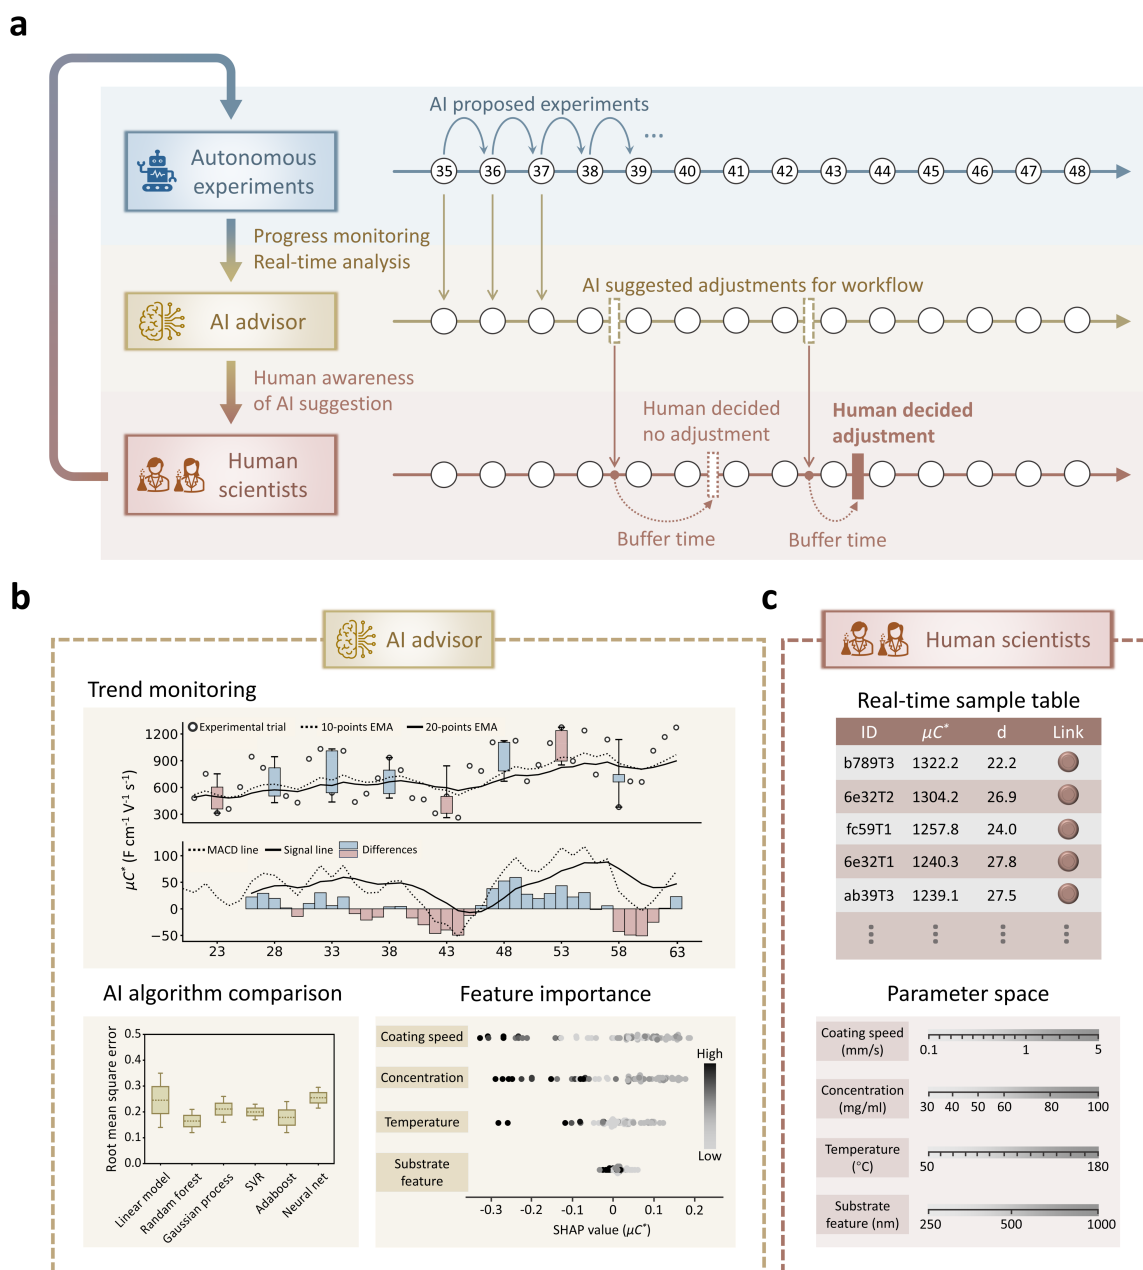 a
AI proposed experiments
...
Autonomous
experiments
35 36 37 38 39 40 41 42 43 44 45 46 47 48
Progress monitoring
Real-time analysis
AI suggested adjustments for workflow
AI advisor
Human awareness
of AI suggestion
Human decided
no adjustment
Human decided
adjustment
Human
scientists
Buffer time
Buffer time
b
AI advisor
Trend monitoring
Experimental trial 10-points EMA 20-points EMA
1200
900
600
300
μC* (F cm⁻¹ V⁻¹ s⁻¹)
MACD line Signal line Differences
100
50
0
−50
23 28 33 38 43 48 53 58 63
AI algorithm comparison
Root mean square error
0.5
0.4
0.3
0.2
0.1
0.0
Linear model
Randam forest
Gaussian process
SVR
Adaboost
Neural net
Feature importance
Coating speed
Concentration
Temperature
Substrate
feature
High
Low
-0.3 -0.2 -0.1 0 0.1 0.2
SHAP value (μC*)
c
Human scientists
Real-time sample table
ID μC* d Link
b789T3 1322.2 22.2
6e32T2 1304.2 26.9
fc59T1 1257.8 24.0
6e32T1 1240.3 27.8
ab39T3 1239.1 27.5
Parameter space
Coating speed
(mm/s)
0.1 1 5
Concentration
(mg/ml)
30 40 50 60 80 100
Temperature
(°C)
50 180
Substrate
feature (nm)
250 500 1000